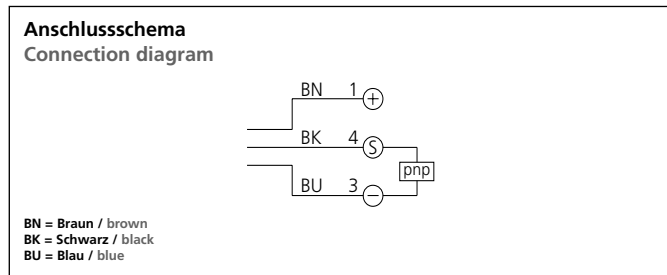 Anschlussschema
Connection diagram
BN 1 +
BK 4 S
pnp
BU 3 −
BN = Braun / brown
BK = Schwarz / black
BU = Blau / blue